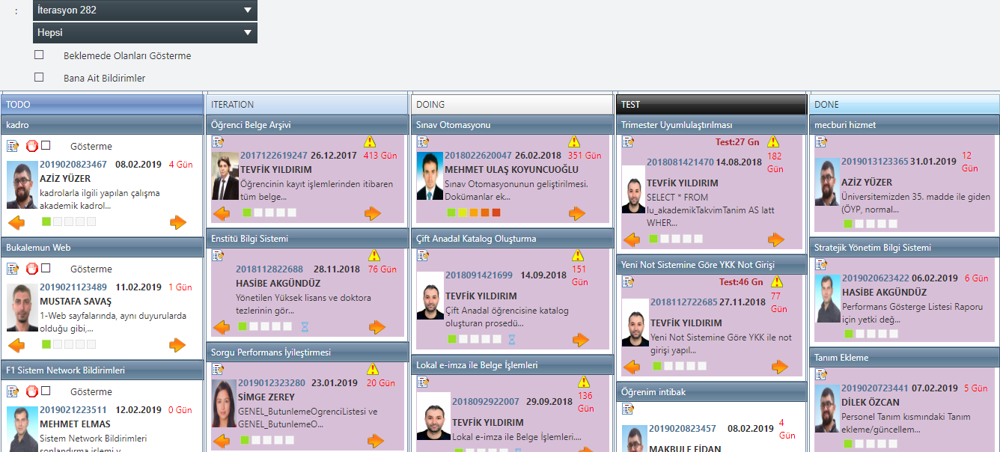 :
İterasyon 282
Hepsi
Beklemede Olanları Gösterme
Bana Ait Bildirimler
TODO
kadro
Gösterme
2019020823467 08.02.2019 4 Gün
AZİZ YÜZER
kadrolarla ilgili yapılan çalışma
akademik kadrol...
Bukalemun Web
Gösterme
2019021123489 11.02.2019 1 Gün
MUSTAFA SAVAŞ
1-Web sayfalarında, aynı duyurularda
olduğu gibi,...
F1 Sistem Network Bildirimleri
Gösterme
2019021223511 12.02.2019 0 Gün
MEHMET ELMAS
Sistem Network Bildirimleri
sonlandırma işlemi y
ITERATION
Öğrenci Belge Arşivi
2017122619247 26.12.2017 413 Gün
TEVFİK YILDIRIM
Öğrencinin kayıt işlemlerinden itibaren
tüm belge...
Enstitü Bilgi Sistemi
2018112822688 28.11.2018 76 Gün
HASİBE AKGÜNDÜZ
Yönetilen Yüksek lisans ve doktora
tezlerinin gör...
Sorgu Performans İyileştirmesi
2019012323280 23.01.2019 20 Gün
SİMGE ZEREY
GENEL_ButunlemeOgrenciListesi ve
GENEL_ButunlemeO...
DOING
Sınav Otomasyonu
2018022620047 26.02.2018 351 Gün
MEHMET ULAŞ KOYUNCUOĞLU
Sınav Otomasyonunun geliştirilmesi.
Dokümanlar ek...
Çift Anadal Katalog Oluşturma
2018091421699 14.09.2018 151
Gün
TEVFİK YILDIRIM
Çift Anadal öğrencisine katalog
oluşturan prosedü...
Lokal e-imza ile Belge İşlemleri
2018092922007 29.09.2018 136
Gün
TEVFİK YILDIRIM
Lokal e-imza ile Belge İşlemleri....
TEST
Trimester Uyumlulaştırılması
Test:27 Gn
2018081421470 14.08.2018 182
Gün
TEVFİK YILDIRIM
SELECT * FROM
lu_akademikTakvimTanim AS latt
WHER...
Yeni Not Sistemine Göre YKK Not Girişi
Test:46 Gn
2018112722685 27.11.2018 77
Gün
TEVFİK YILDIRIM
Yeni Not Sistemine Göre YKK ile not
girişi yapıl...
Öğrenim intibak
2019020823457 08.02.2019 4
Gün
MAKBULE FİDAN
DONE
mecburi hizmet
2019013123365 31.01.2019 12
Gün
AZİZ YÜZER
Üniversitemizden 35. madde ile giden
(ÖYP, normal...
Stratejik Yönetim Bilgi Sistemi
2019020623422 06.02.2019 6 Gün
HASİBE AKGÜNDÜZ
Performans Gösterge Listesi Raporu
için yetki değ...
Tanım Ekleme
2019020723441 07.02.2019 5 Gün
DİLEK ÖZCAN
Personel Tanım kısmındaki Tanım
ekleme/güncellem...